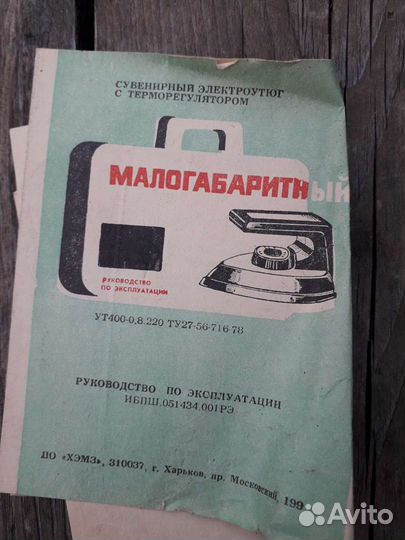 СУВЕНИРНЫЙ ЭЛЕКТРОУТЮГ
С ТЕРМОРЕГУЛЯТОРОМ
МАЛОГАБАРИТНЫЙ
РУКОВОДСТВО
ПО ЭКСПЛУАТАЦИИ
УТ400-0,8.220 ТУ27-56-716-78
РУКОВОДСТВО ПО ЭКСПЛУАТАЦИИ
ИБПШ.051434.001РЭ
ПО «ХЭМЗ», 310037, г. Харьков, пр. Московский, 199
Avito